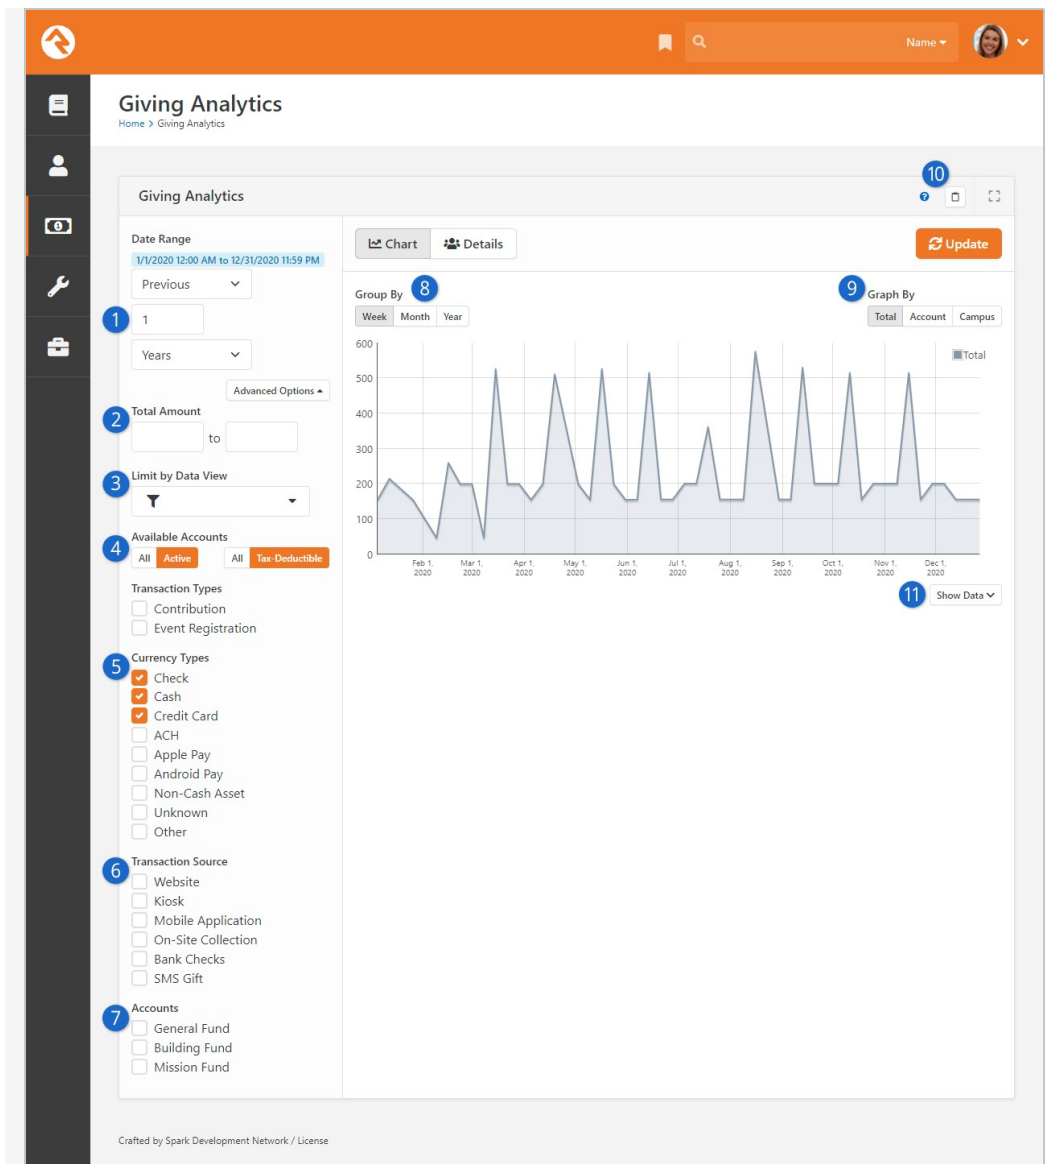 Name
Giving Analytics
Home > Giving Analytics
10
Giving Analytics
?
Date Range
1/1/2020 12:00 AM to 12/31/2020 11:59 PM
Previous
1
1
Years
Advanced Options
2
Total Amount
to
3
Limit by Data View
4
Available Accounts
All Active All Tax-Deductible
Transaction Types
Contribution
Event Registration
5
Currency Types
Check
Cash
Credit Card
ACH
Apple Pay
Android Pay
Non-Cash Asset
Unknown
Other
6
Transaction Source
Website
Kiosk
Mobile Application
On-Site Collection
Bank Checks
SMS Gift
7
Accounts
General Fund
Building Fund
Mission Fund
Chart Details
Update
Group By 8
Week Month Year
9 Graph By
Total Account Campus
600
500
400
300
200
100
0
Total
Feb 1, 2020
Mar 1, 2020
Apr 1, 2020
May 1, 2020
Jun 1, 2020
Jul 1, 2020
Aug 1, 2020
Sep 1, 2020
Oct 1, 2020
Nov 1, 2020
Dec 1, 2020
11 Show Data
Crafted by Spark Development Network / License